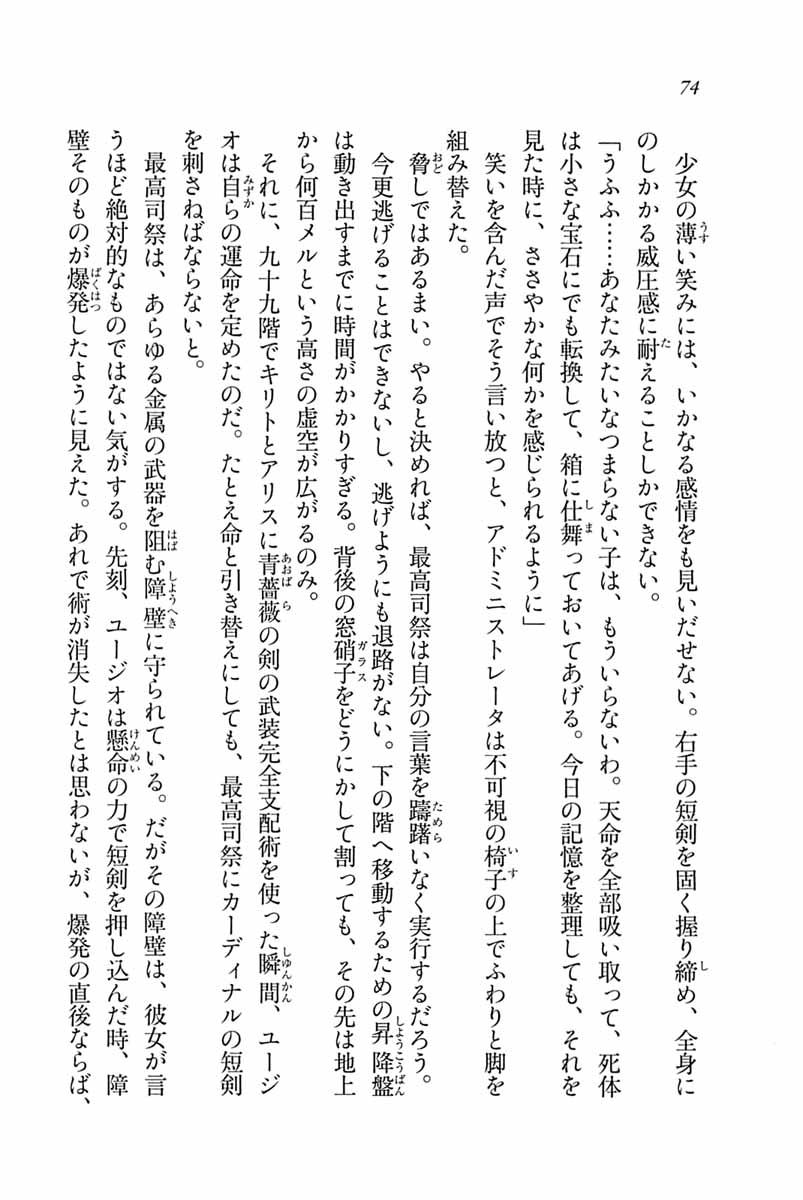 74
少女の薄い笑みには、いかなる感情をも見いだせない。右手の短剣を固く握り締め、全身に
のしかかる威圧感に耐えることしかできない。
「うふふ……あなたみたいなつまらない子は、もういらないわ。天命を全部吸い取って、死体
は小さな宝石にでも転換して、箱に仕舞っておいてあげる。今日の記憶を整理しても、それを
見た時に、ささやかな何かを感じられるように」
笑いを含んだ声でそう言い放つと、アドミニストレータは不可視の椅子の上でふわりと脚を
組み替えた。
脅しではあるまい。やると決めれば、最高司祭は自分の言葉を躊躇いなく実行するだろう。
今更逃げることはできないし、逃げようにも退路がない。下の階へ移動するための昇降盤
は動き出すまでに時間がかかりすぎる。背後の窓硝子をどうにかして割っても、その先は地上
から何百メルという高さの虚空が広がるのみ。
それに、九十九階でキリトとアリスに青薔薇の剣の武装完全支配術を使った瞬間、ユージ
オは自らの運命を定めたのだ。たとえ命と引き替えにしても、最高司祭にカーディナルの短剣
を刺さねばならないと。
最高司祭は、あらゆる金属の武器を阻む障壁に守られている。だがその障壁は、彼女が言
うほど絶対的なものではない気がする。先刻、ユージオは懸命の力で短剣を押し込んだ時、障
壁そのものが爆発したように見えた。あれで術が消失したとは思わないが、爆発の直後ならば、